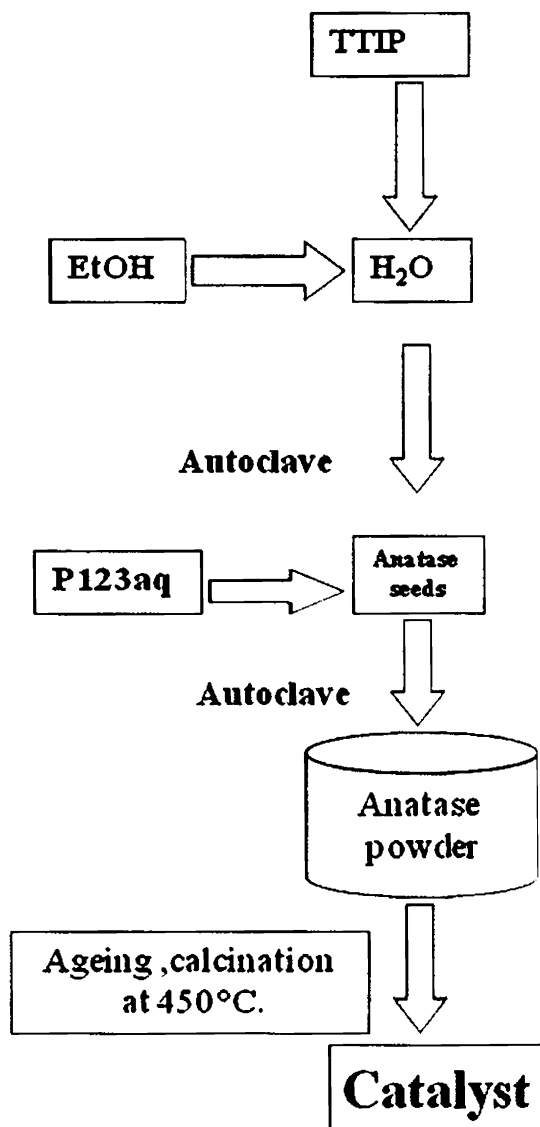 TTIP
EtOH
H₂O
Autoclave
P123aq
Anatase
seeds
Autoclave
Anatase
powder
Ageing ,calcination
at 450°C.
Catalyst